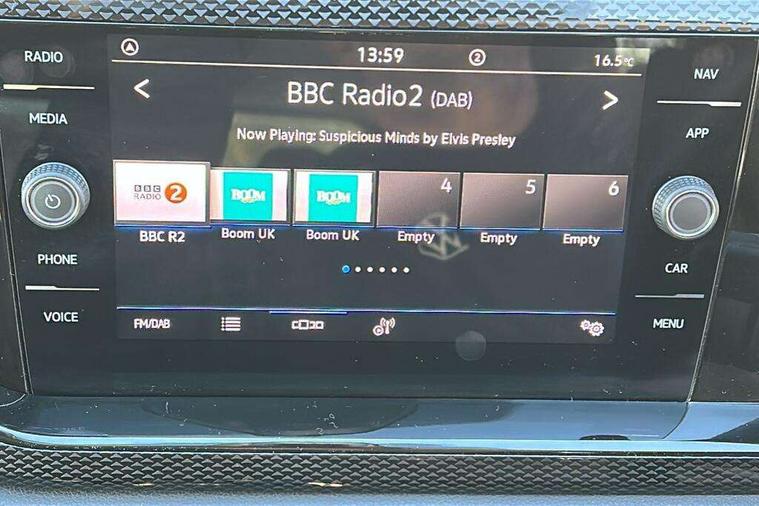 RADIO
MEDIA
PHONE
VOICE
13:59
2
16.5°C
BBC Radio2 (DAB)
Now Playing: Suspicious Minds by Elvis Presley
BBC RADIO 2
BOOM
BOOM
4
5
6
BBC R2
Boom UK
Boom UK
Empty
Empty
Empty
FM/DAB
NAV
APP
CAR
MENU